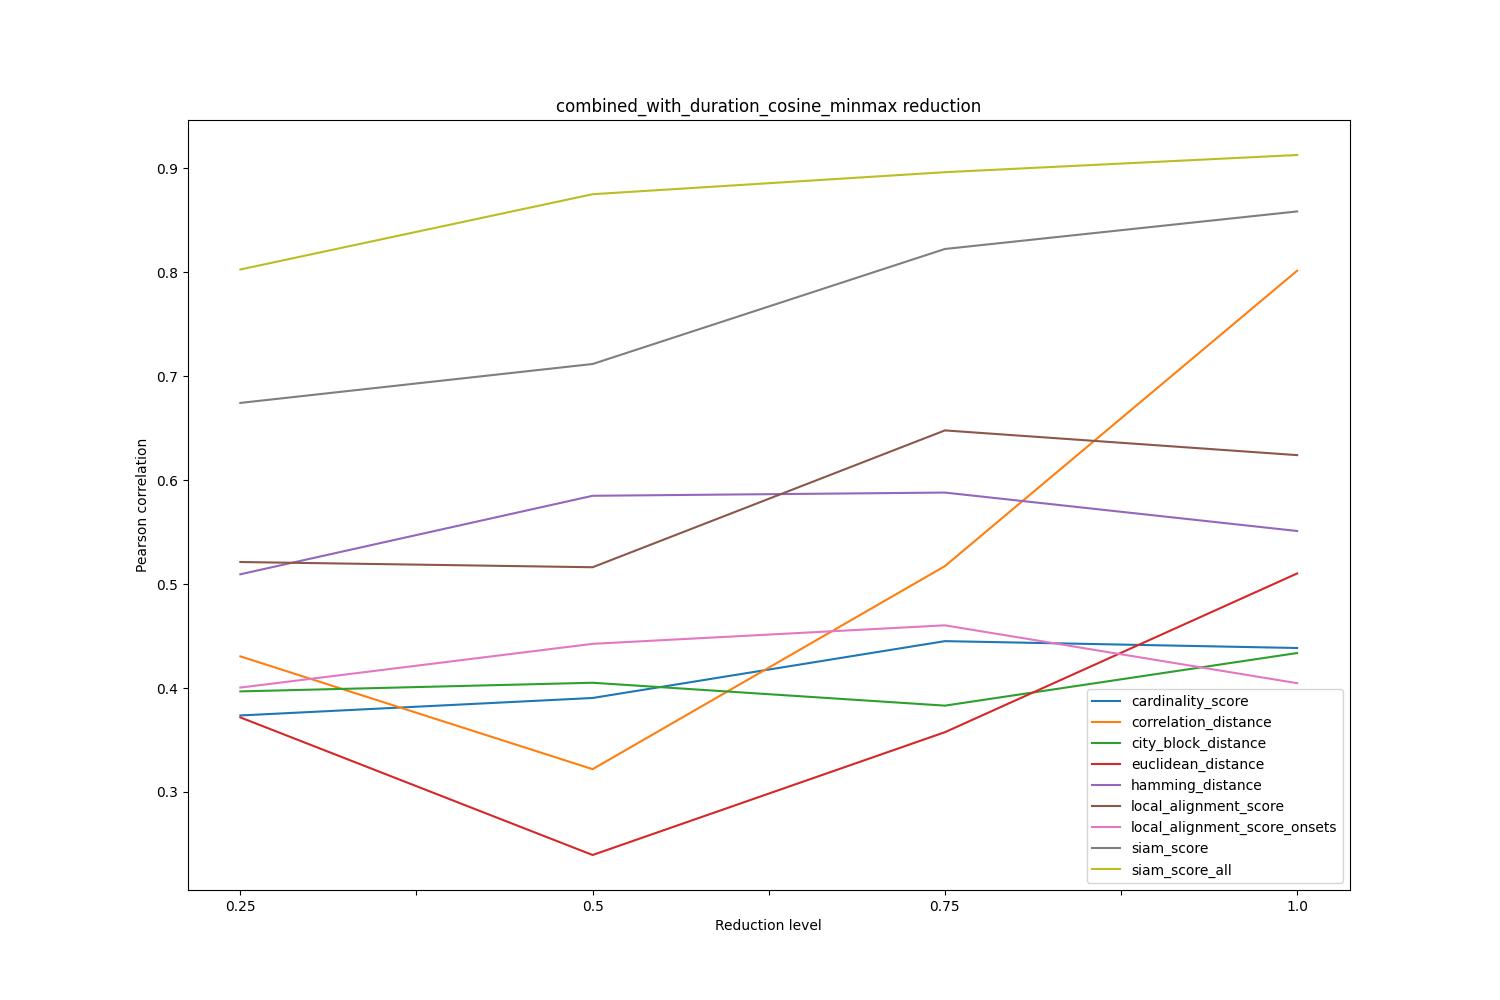 combined_with_duration_cosine_minmax reduction
Pearson correlation
0.9
0.8
0.7
0.6
0.5
0.4
0.3
cardinality_score
correlation_distance
city_block_distance
euclidean_distance
hamming_distance
local_alignment_score
local_alignment_score_onsets
siam_score
siam_score_all
0.25
0.5
0.75
1.0
Reduction level